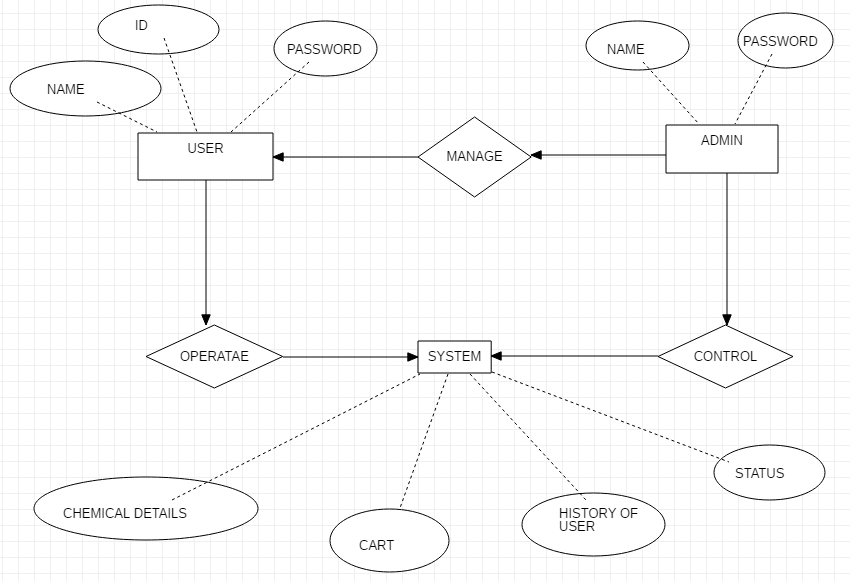 ID
PASSWORD
NAME
NAME
PASSWORD
USER
MANAGE
ADMIN
OPERATAE
SYSTEM
CONTROL
CHEMICAL DETAILS
CART
HISTORY OF
USER
STATUS